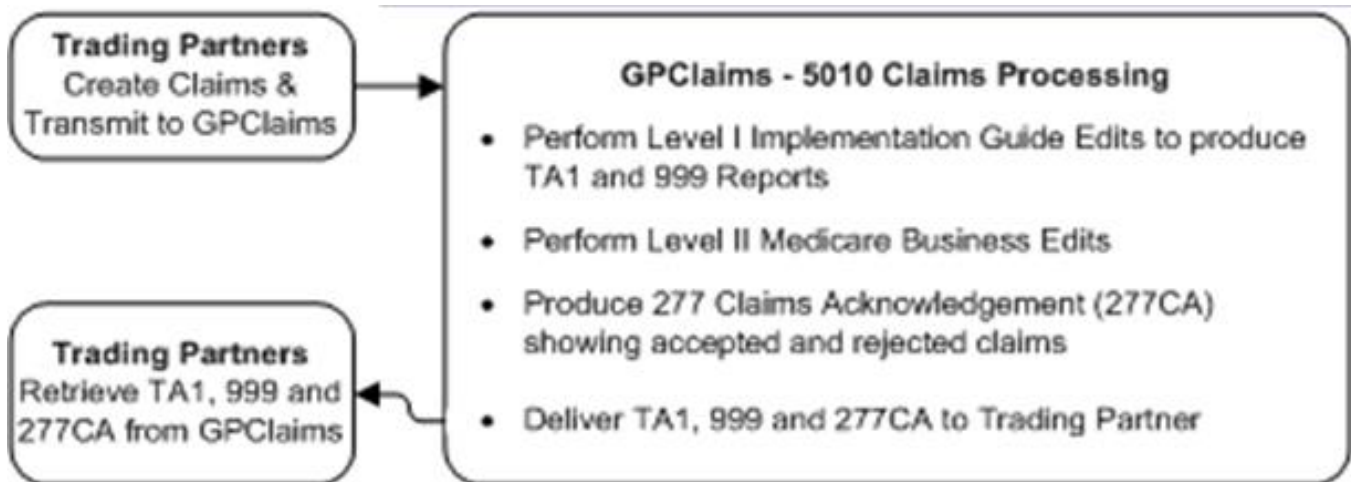 Trading Partners
Create Claims &
Transmit to GPClaims
GPClaims - 5010 Claims Processing
• Perform Level I Implementation Guide Edits to produce
TA1 and 999 Reports
• Perform Level II Medicare Business Edits
• Produce 277 Claims Acknowledgement (277CA)
showing accepted and rejected claims
• Deliver TA1, 999 and 277CA to Trading Partner
Trading Partners
Retrieve TA1, 999 and
277CA from GPClaims